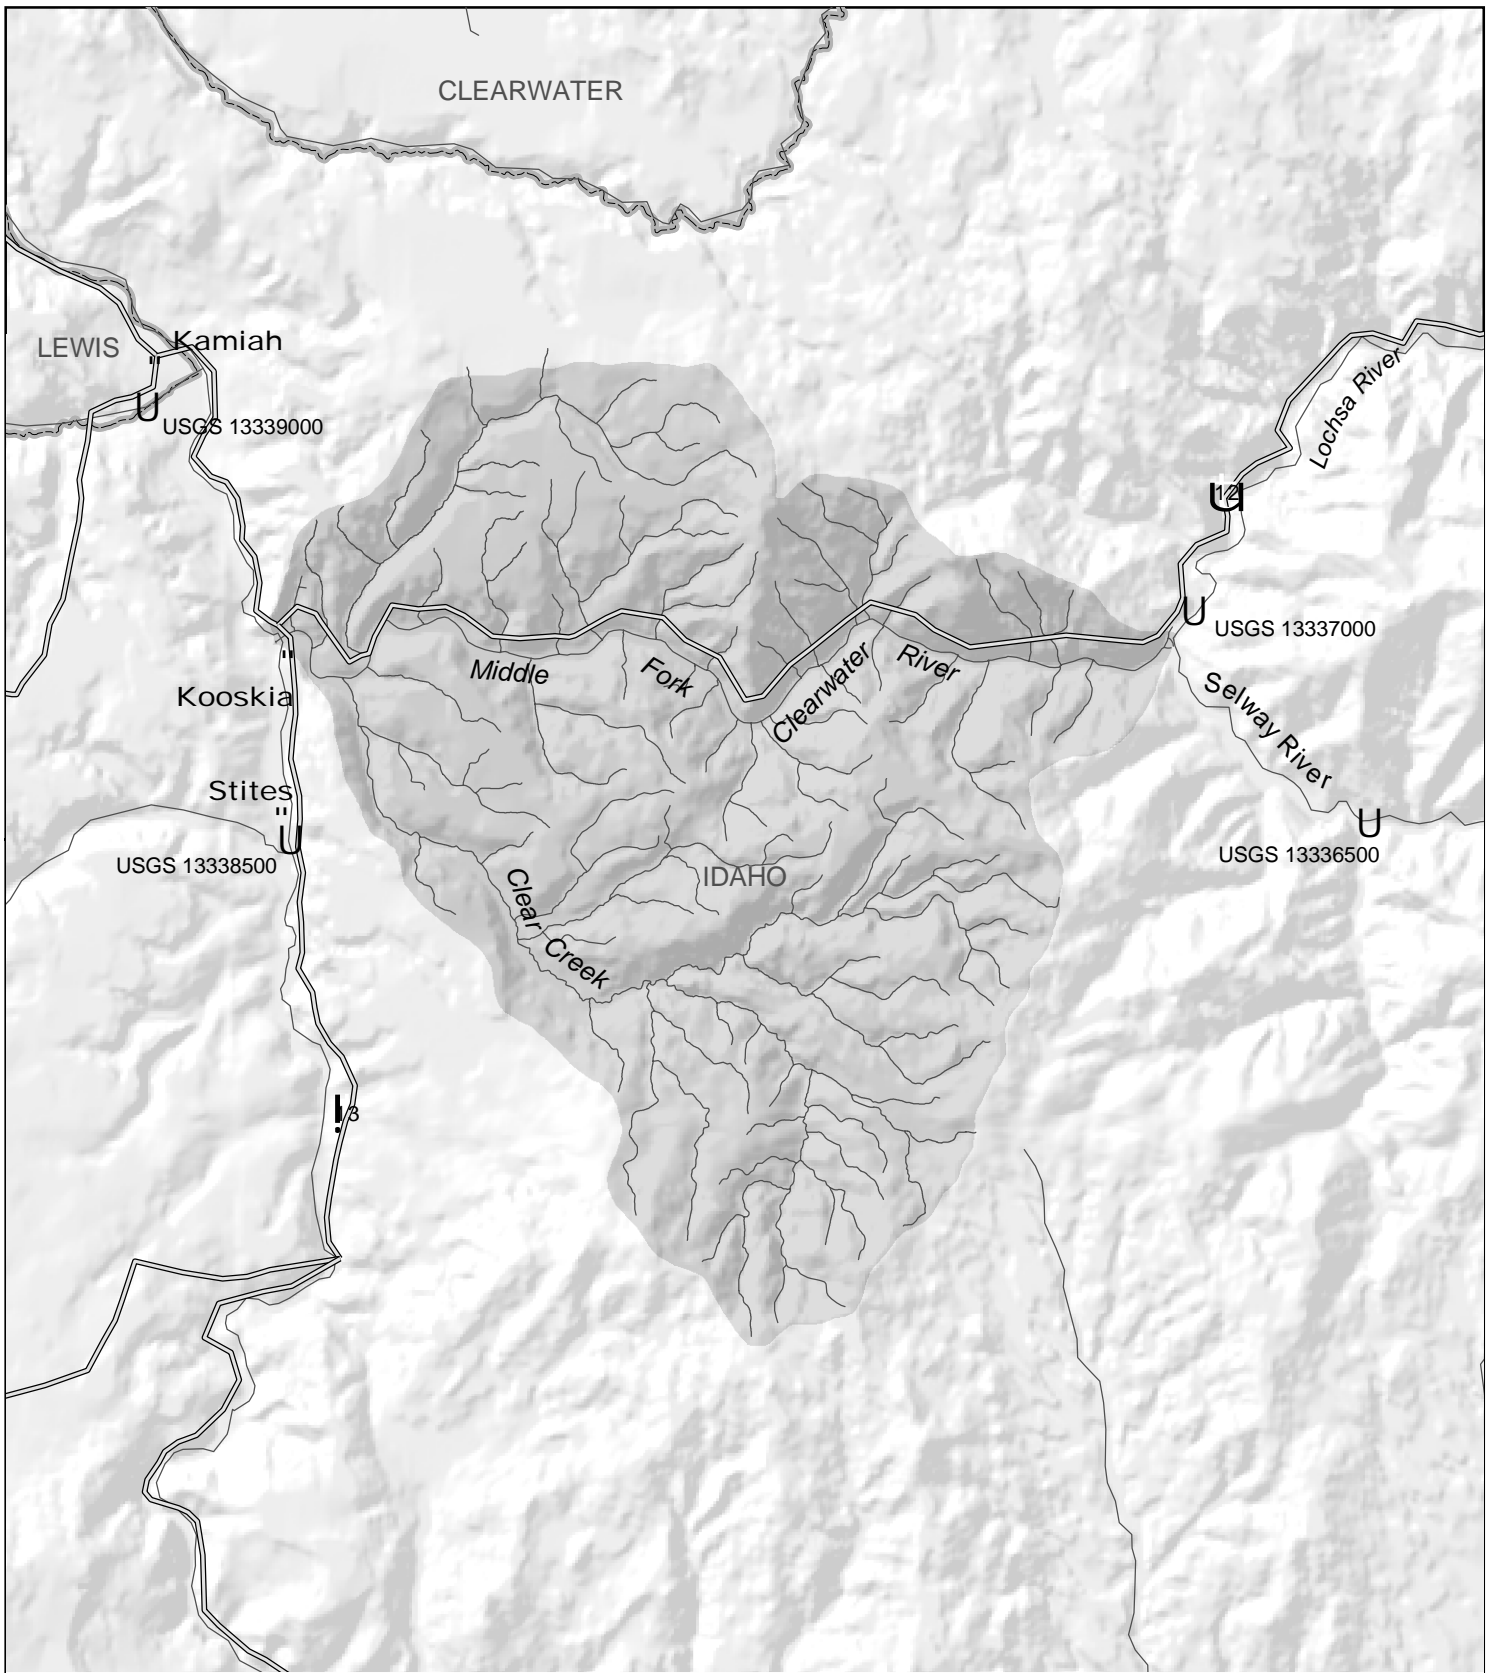 CLEARWATER
LEWIS
Kamiah
USGS 13339000
Lochsa River
12
USGS 13337000
Middle
Fork
Clearwater
River
Kooskia
Selway River
Stites
USGS 13338500
USGS 13336500
IDAHO
Clear Creek
13